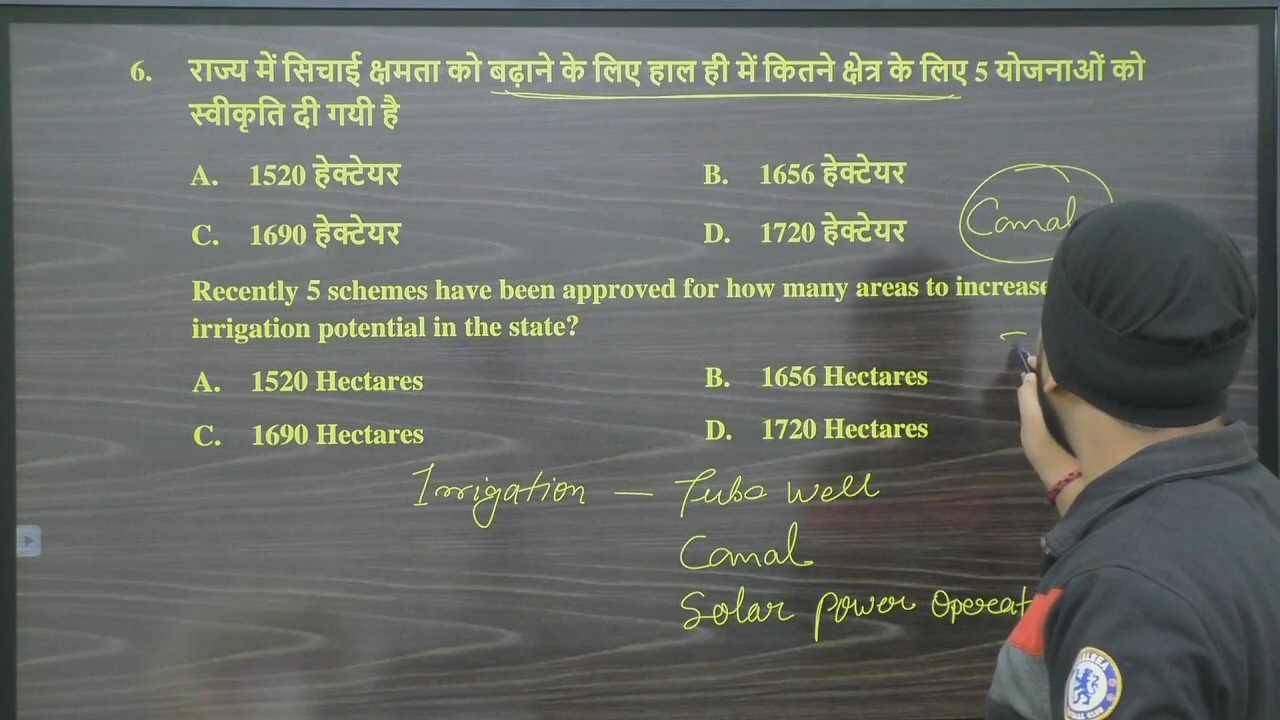 6. राज्य में सिचाई क्षमता को बढ़ाने के लिए हाल ही में कितने क्षेत्र के लिए 5 योजनाओं को
स्वीकृति दी गयी है
A. 1520 हेक्टेयर B. 1656 हेक्टेयर
C. 1690 हेक्टेयर D. 1720 हेक्टेयर
Canal
Recently 5 schemes have been approved for how many areas to increase
irrigation potential in the state?
A. 1520 Hectares B. 1656 Hectares
C. 1690 Hectares D. 1720 Hectares
Irrigation — Tube well
Canal
Solar power Operat
CHELSEA